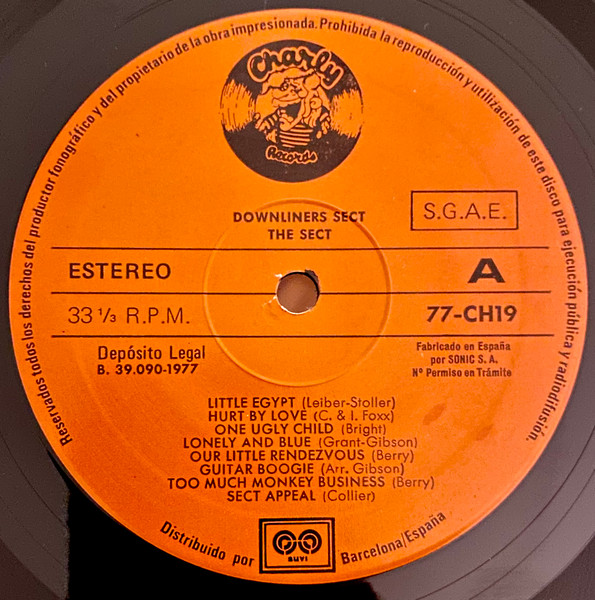 Reservados todos los derechos del productor fonográfico y del propietario de la obra impresionada. Prohibida la reproducción y utilización de este disco para ejecución pública y radiodifusión.
Charly
Records
DOWNLINERS SECT
THE SECT
S.G.A.E.
ESTEREO
A
33 1/3 R.P.M.
77-CH19
Depósito Legal
B. 39.090-1977
Fabricado en España
por SONIC S. A.
Nº Permiso en Trámite
LITTLE EGYPT (Leiber-Stoller)
HURT BY LOVE (C. & I. Foxx)
ONE UGLY CHILD (Bright)
LONELY AND BLUE (Grant-Gibson)
OUR LITTLE RENDEZVOUS (Berry)
GUITAR BOOGIE (Arr. Gibson)
TOO MUCH MONKEY BUSINESS (Berry)
SECT APPEAL (Collier)
Distribuido por
AUVI
Barcelona/España